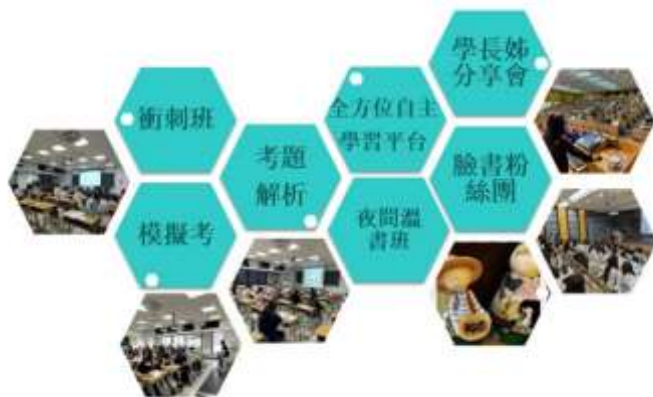 衝刺班
模擬考
考題
解析
全方位自主
學習平台
夜間溫
書班
學長姊
分享會
臉書粉
絲團